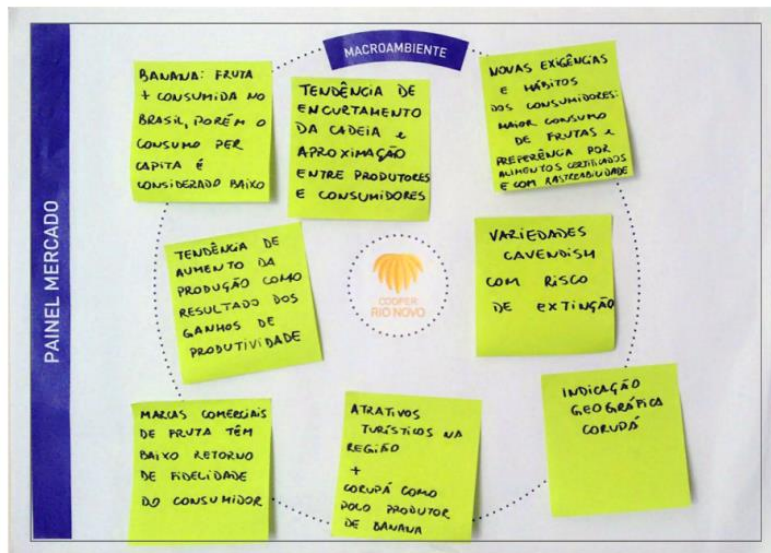 MACROAMBIENTE
PAINEL MERCADO
BANANA: FRUTA
+ CONSUMIDA NO
BRASIL, PORÉM O
CONSUMO PER
CAPITA É
CONSIDERADO BAIXO
TENDÊNCIA DE
ENCURTAMENTO
DA CADEIA e
APROXIMAÇÃO
ENTRE PRODUTORES
E CONSUMIDORES
NOVAS EXIGÊNCIAS
E HÁBITOS
DOS CONSUMIDORES:
MAIOR CONSUMO
DE FRUTAS e
PREFERÊNCIA POR
ALIMENTOS CERTIFICADOS
E COM RASTREABILIDADE
TENDÊNCIA DE
AUMENTO DA
PRODUÇÃO COMO
RESULTADO DOS
GANHOS DE
PRODUTIVIDADE
COOPER
RIO NOVO
VARIEDADES
CAVENDISH
COM RISCO
DE EXTINÇÃO
MARCAS COMERCIAIS
DE FRUTA TÊM
BAIXO RETORNO
DE FIDELIDADE
DO CONSUMIDOR
ATRATIVOS
TURÍSTICOS NA
REGIÃO
+
CORUPÁ COMO
POLO PRODUTOR
DE BANANA
INDICAÇÃO
GEOGRÁFICA
CORUPÁ